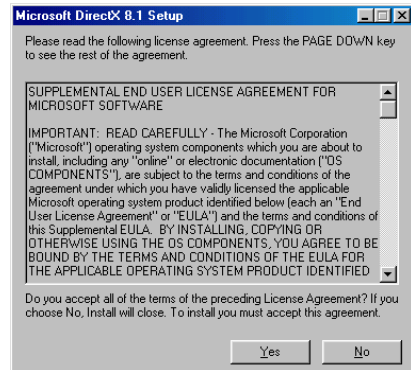 Microsoft DirectX 8.1 Setup
Please read the following license agreement. Press the PAGE DOWN key
to see the rest of the agreement.
SUPPLEMENTAL END USER LICENSE AGREEMENT FOR
MICROSOFT SOFTWARE
IMPORTANT:  READ CAREFULLY - The Microsoft Corporation
("Microsoft") operating system components which you are about to
install, including any "online" or electronic documentation ("OS
COMPONENTS"), are subject to the terms and conditions of the
agreement under which you have validly licensed the applicable
Microsoft operating system product identified below (each an "End
User License Agreement" or "EULA") and the terms and conditions of
this Supplemental EULA.  BY INSTALLING, COPYING OR
OTHERWISE USING THE OS COMPONENTS, YOU AGREE TO BE
BOUND BY THE TERMS AND CONDITIONS OF THE EULA FOR
THE APPLICABLE OPERATING SYSTEM PRODUCT IDENTIFIED
Do you accept all of the terms of the preceding License Agreement? If you
choose No, Install will close. To install you must accept this agreement.
Yes No